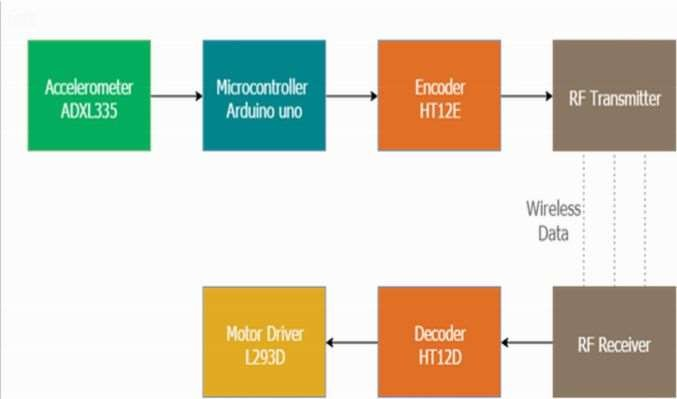 Accelerometer
ADXL335
Microcontroller
Arduino uno
Encoder
HT12E
RF Transmitter
Wireless
Data
Motor Driver
L293D
Decoder
HT12D
RF Receiver